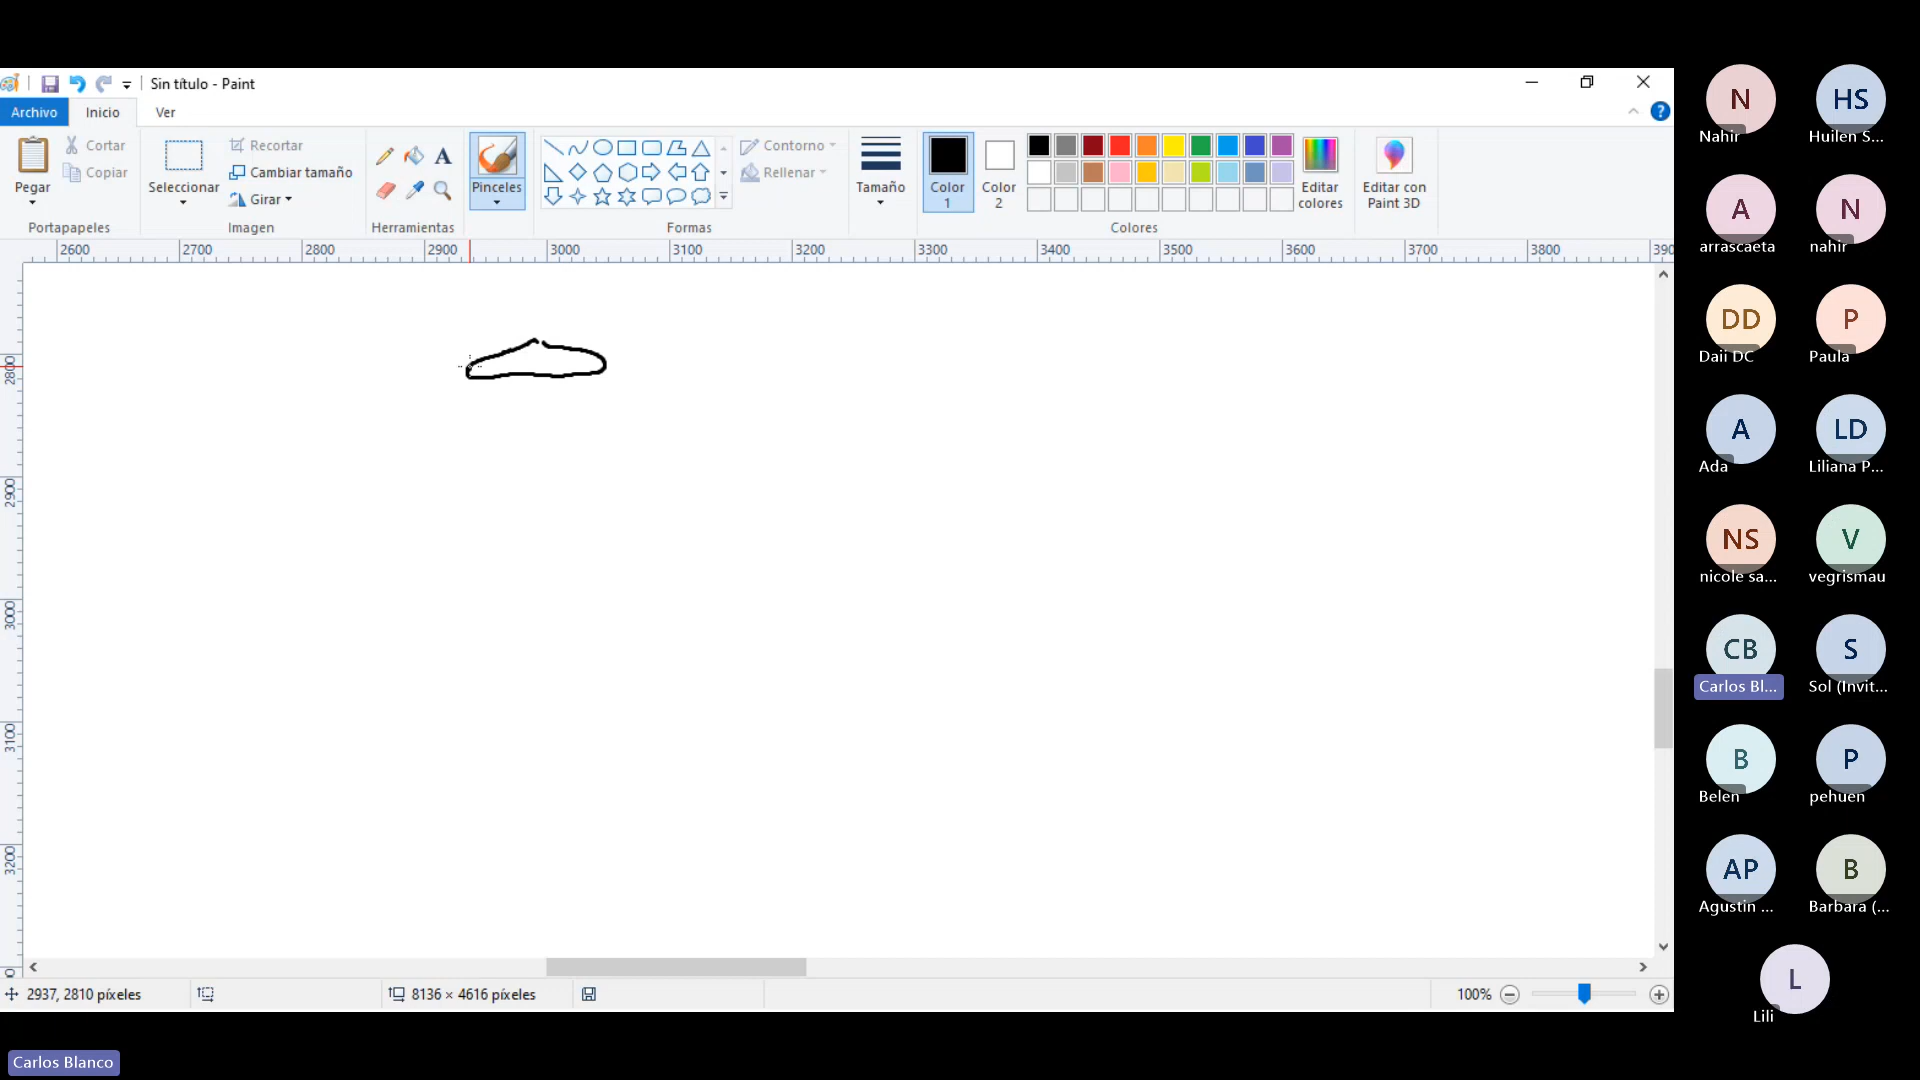 Sin título - Paint
Archivo Inicio Ver
Pegar
Cortar
Copiar
Portapapeles
Seleccionar
Recortar
Cambiar tamaño
Girar
Imagen
A
Herramientas
Pinceles
Formas
Contorno
Rellenar
Tamaño
Color
1
Color
2
Editar
colores
Colores
Editar con
Paint 3D
?
2600 2700 2800 2900 3000 3100 3200 3300 3400 3500 3600 3700 3800 390
2800
2900
3000
3100
3200
2937, 2810 píxeles
8136 × 4616 píxeles
100%
N
Nahir
HS
Huilen S...
A
arrascaeta
N
nahir
DD
Daii DC
P
Paula
A
Ada
LD
Liliana P...
NS
nicole sa...
V
vegrismau
CB
Carlos Bl...
S
Sol (Invit...
B
Belen
P
pehuen
AP
Agustin ...
B
Barbara (...
L
Lili
Carlos Blanco